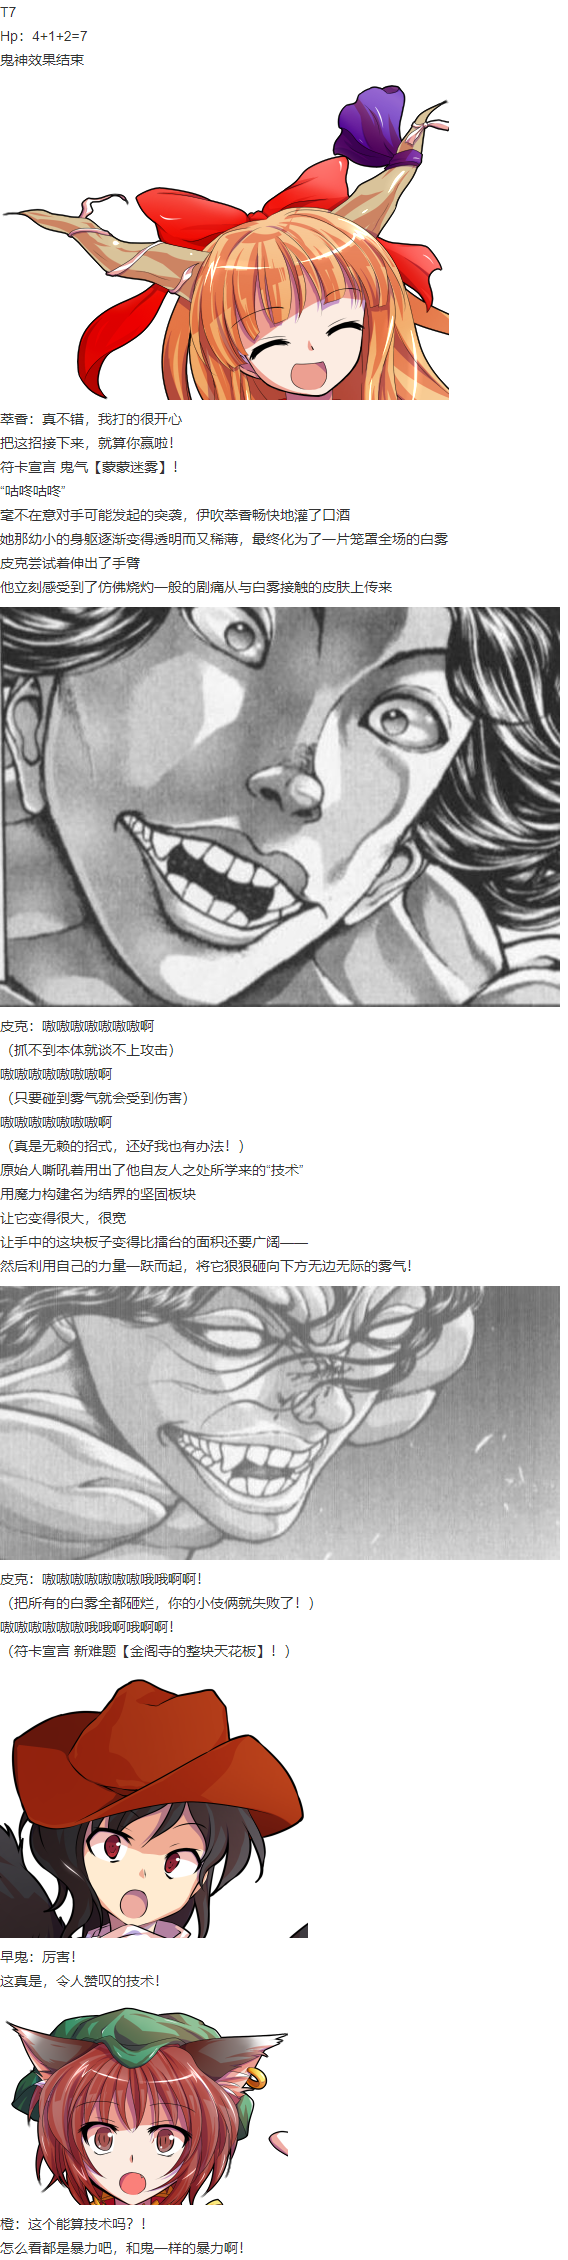 T7
Hp：4+1+2=7
鬼神效果结束
萃香：真不错，我打的很开心
把这招接下来，就算你赢啦！
符卡宣言 鬼气【蒙蒙迷雾】！
“咕咚咕咚”
毫不在意对手可能发起的突袭，伊吹萃香畅快地灌了口酒
她那幼小的身躯逐渐变得透明而又稀薄，最终化为了一片笼罩全场的白雾
皮克尝试着伸出了手臂
他立刻感受到了仿佛烧灼一般的剧痛从与白雾接触的皮肤上传来
皮克：嗷嗷嗷嗷嗷嗷嗷啊
（抓不到本体就谈不上攻击）
嗷嗷嗷嗷嗷嗷嗷啊
（只要碰到雾气就会受到伤害）
嗷嗷嗷嗷嗷嗷嗷啊
（真是无赖的招式，还好我也有办法！）
原始人嘶吼着用出了他自友人之处所学来的“技术”
用魔力构建名为结界的坚固板块
让它变得很大，很宽
让手中的这块板子变得比擂台的面积还要广阔——
然后利用自己的力量一跃而起，将它狠狠砸向下方无边无际的雾气！
皮克：嗷嗷嗷嗷嗷嗷嗷哦哦啊啊！
（把所有的白雾全都砸烂，你的小伎俩就失败了！）
嗷嗷嗷嗷嗷嗷哦哦啊哦啊啊！
（符卡宣言 新难题【金阁寺的整块天花板】！）
早鬼：厉害！
这真是，令人赞叹的技术！
橙：这个能算技术吗？！
怎么看都是暴力吧，和鬼一样的暴力啊！